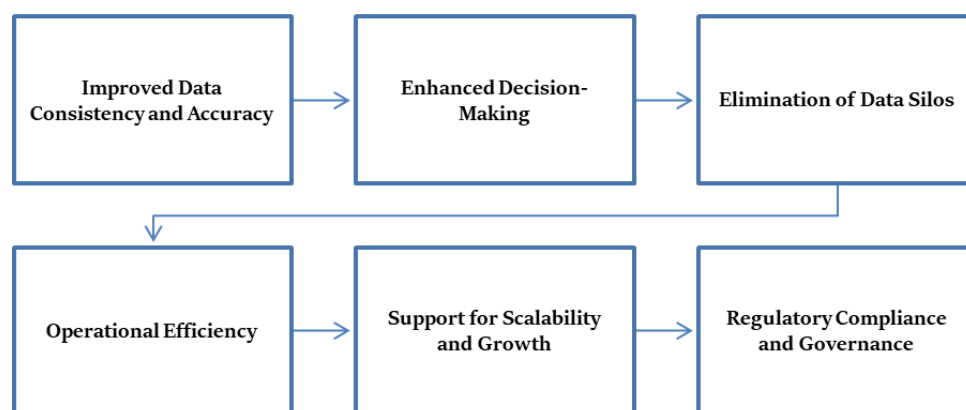 Improved Data
Consistency and Accuracy
Enhanced Decision-
Making
Elimination of Data Silos
Operational Efficiency
Support for Scalability
and Growth
Regulatory Compliance
and Governance